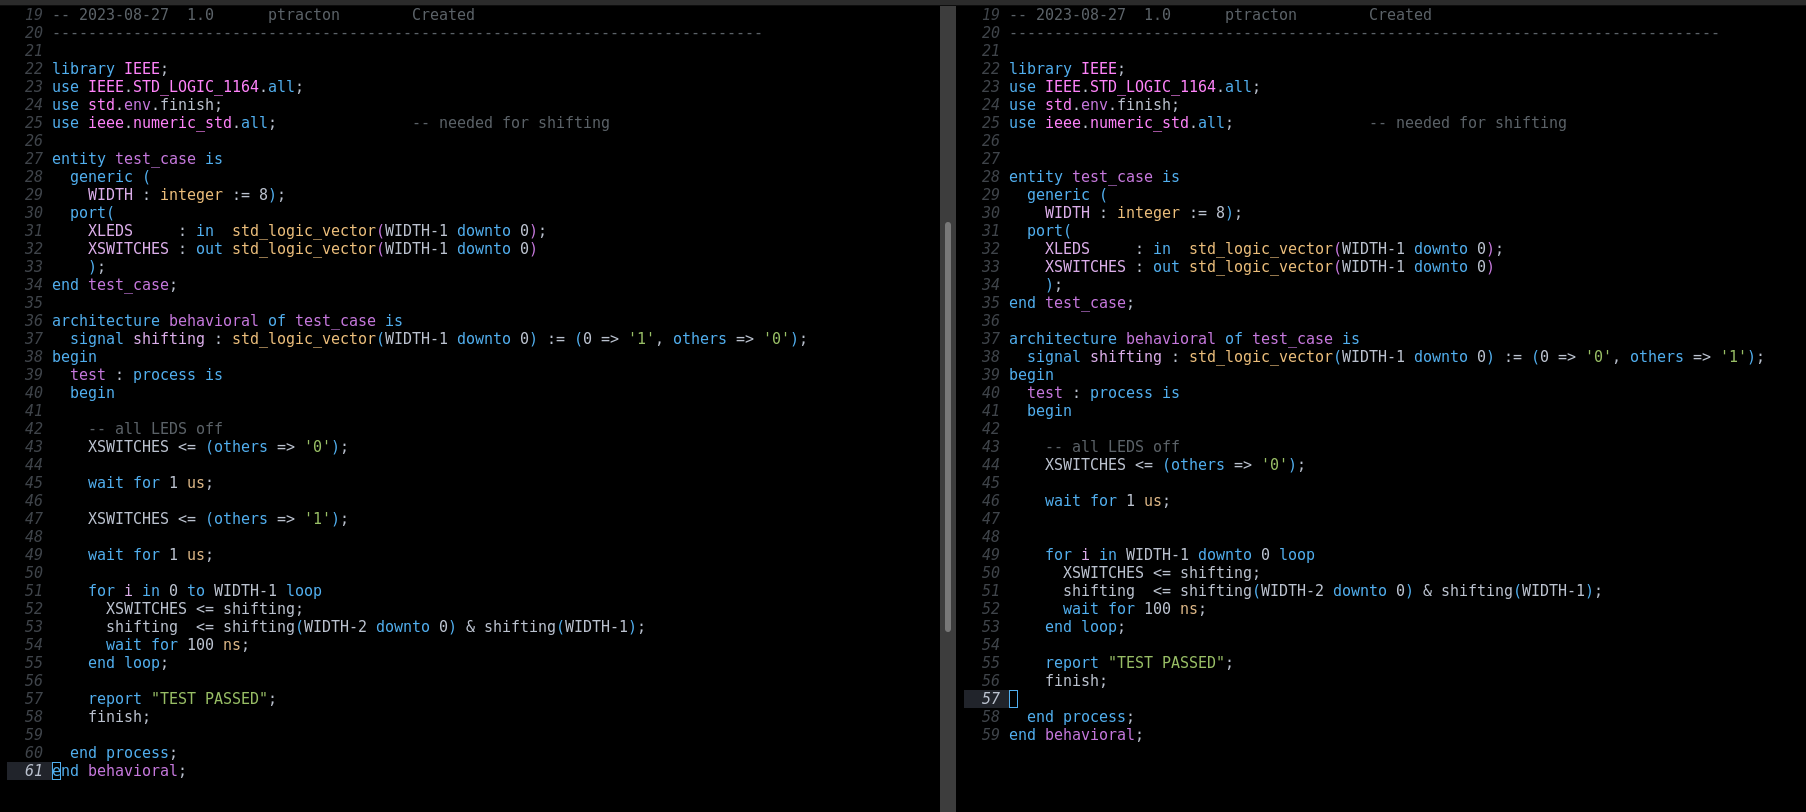 19 -- 2023-08-27  1.0      ptracton        Created
20 -------------------------------------------------------------------------------
21
22 library IEEE;
23 use IEEE.STD_LOGIC_1164.all;
24 use std.env.finish;
25 use ieee.numeric_std.all;               -- needed for shifting
26
27 entity test_case is
28   generic (
29     WIDTH : integer := 8);
30   port(
31     XLEDS     : in  std_logic_vector(WIDTH-1 downto 0);
32     XSWITCHES : out std_logic_vector(WIDTH-1 downto 0)
33     );
34 end test_case;
35
36 architecture behavioral of test_case is
37   signal shifting : std_logic_vector(WIDTH-1 downto 0) := (0 => '1', others => '0');
38 begin
39   test : process is
40   begin
41
42     -- all LEDS off
43     XSWITCHES <= (others => '0');
44
45     wait for 1 us;
46
47     XSWITCHES <= (others => '1');
48
49     wait for 1 us;
50
51     for i in 0 to WIDTH-1 loop
52       XSWITCHES <= shifting;
53       shifting  <= shifting(WIDTH-2 downto 0) & shifting(WIDTH-1);
54       wait for 100 ns;
55     end loop;
56
57     report "TEST PASSED";
58     finish;
59
60   end process;
61 end behavioral;
19 -- 2023-08-27  1.0      ptracton        Created
20 -------------------------------------------------------------------------------
21
22 library IEEE;
23 use IEEE.STD_LOGIC_1164.all;
24 use std.env.finish;
25 use ieee.numeric_std.all;               -- needed for shifting
26
27
28 entity test_case is
29   generic (
30     WIDTH : integer := 8);
31   port(
32     XLEDS     : in  std_logic_vector(WIDTH-1 downto 0);
33     XSWITCHES : out std_logic_vector(WIDTH-1 downto 0)
34     );
35 end test_case;
36
37 architecture behavioral of test_case is
38   signal shifting : std_logic_vector(WIDTH-1 downto 0) := (0 => '0', others => '1');
39 begin
40   test : process is
41   begin
42
43     -- all LEDS off
44     XSWITCHES <= (others => '0');
45
46     wait for 1 us;
47
48
49     for i in WIDTH-1 downto 0 loop
50       XSWITCHES <= shifting;
51       shifting  <= shifting(WIDTH-2 downto 0) & shifting(WIDTH-1);
52       wait for 100 ns;
53     end loop;
54
55     report "TEST PASSED";
56     finish;
57
58   end process;
59 end behavioral;